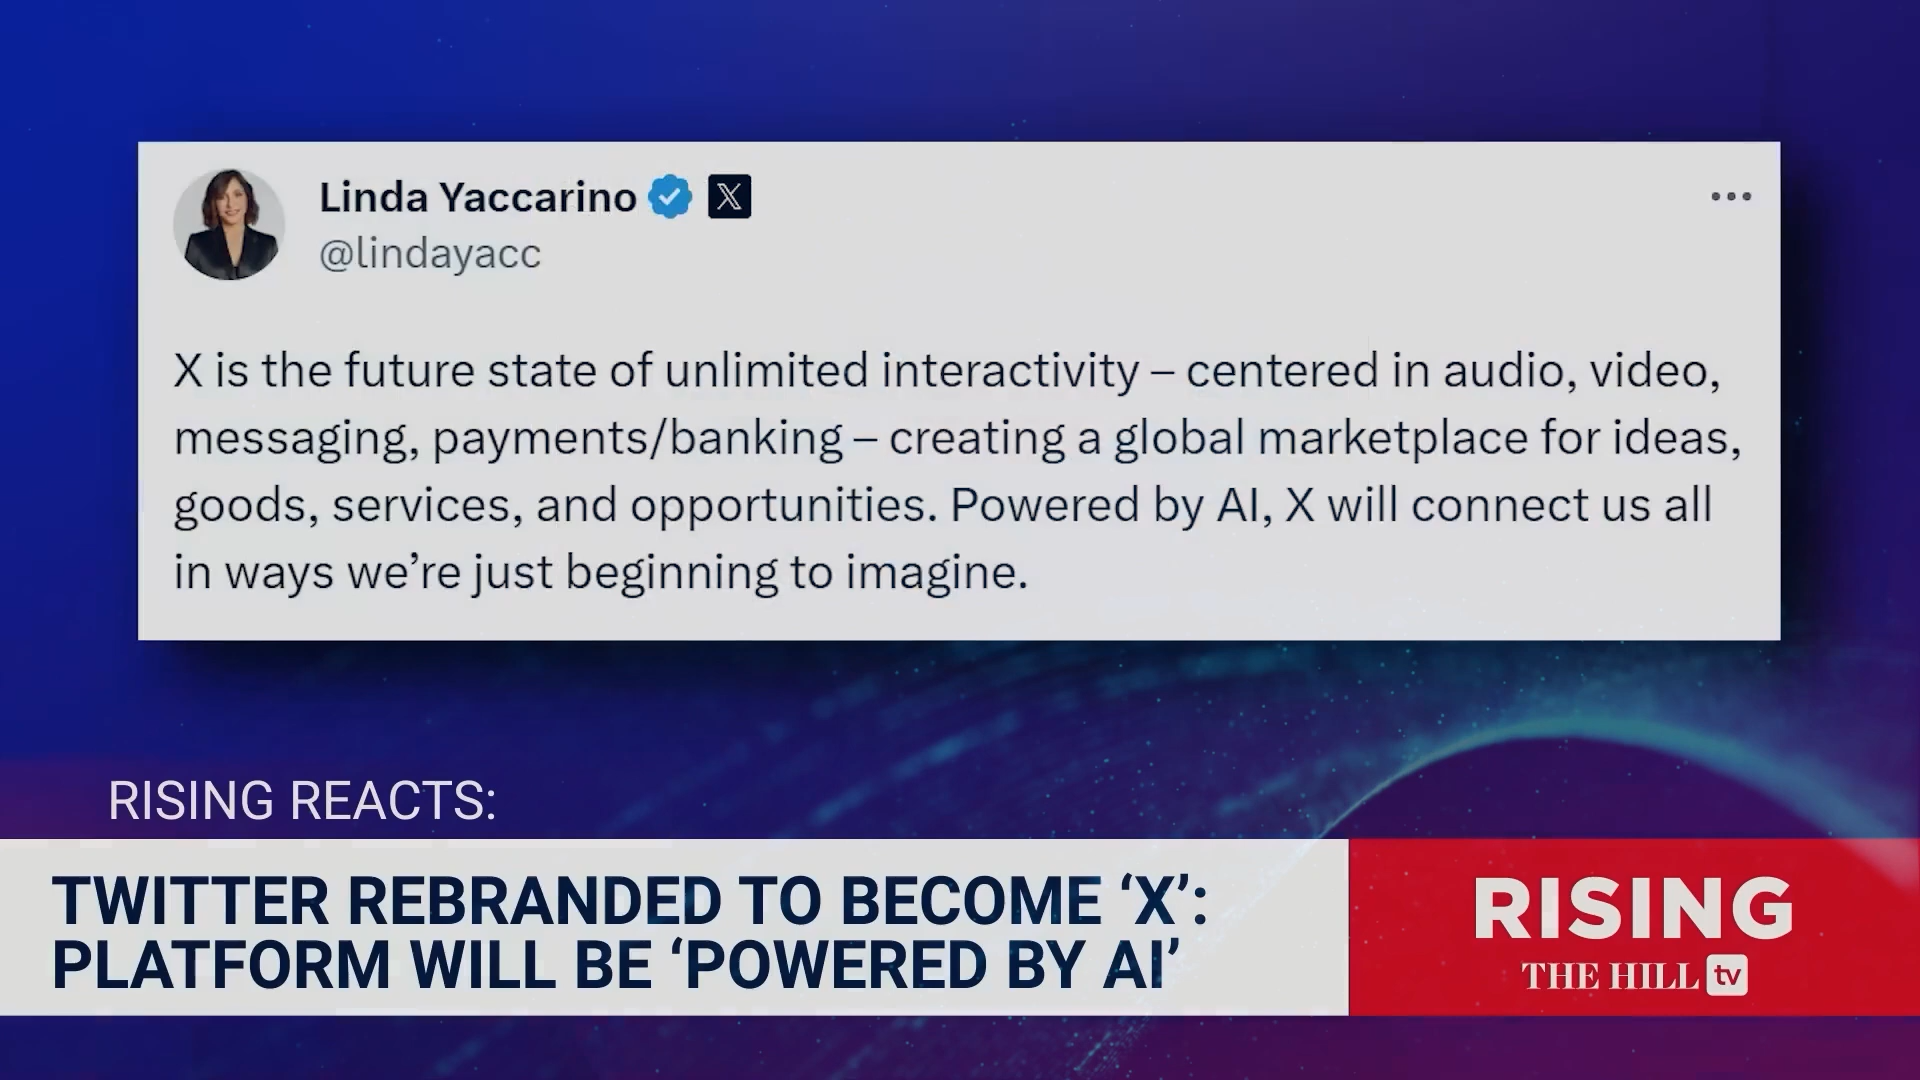 Linda Yaccarino
@lindayacc
X is the future state of unlimited interactivity – centered in audio, video,
messaging, payments/banking – creating a global marketplace for ideas,
goods, services, and opportunities. Powered by AI, X will connect us all
in ways we’re just beginning to imagine.
RISING REACTS:
TWITTER REBRANDED TO BECOME ‘X’:
PLATFORM WILL BE ‘POWERED BY AI’
RISING
THE HILL tv